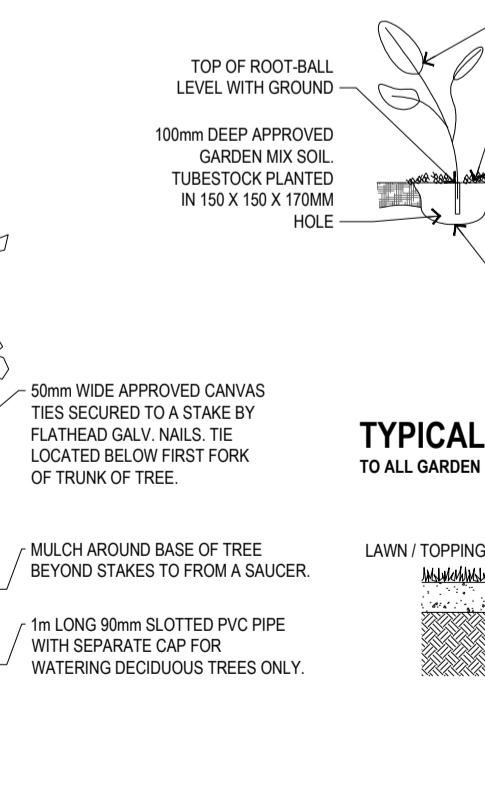 TOP OF ROOT-BALL
LEVEL WITH GROUND
100mm DEEP APPROVED
GARDEN MIX SOIL.
TUBESTOCK PLANTED
IN 150 X 150 X 170MM
HOLE
50mm WIDE APPROVED CANVAS
TIES SECURED TO A STAKE BY
FLATHEAD GALV. NAILS. TIE
LOCATED BELOW FIRST FORK
OF TRUNK OF TREE.
TYPICAL
TO ALL GARDEN
MULCH AROUND BASE OF TREE
BEYOND STAKES TO FROM A SAUCER.
LAWN / TOPPING
1m LONG 90mm SLOTTED PVC PIPE
WITH SEPARATE CAP FOR
WATERING DECIDUOUS TREES ONLY.